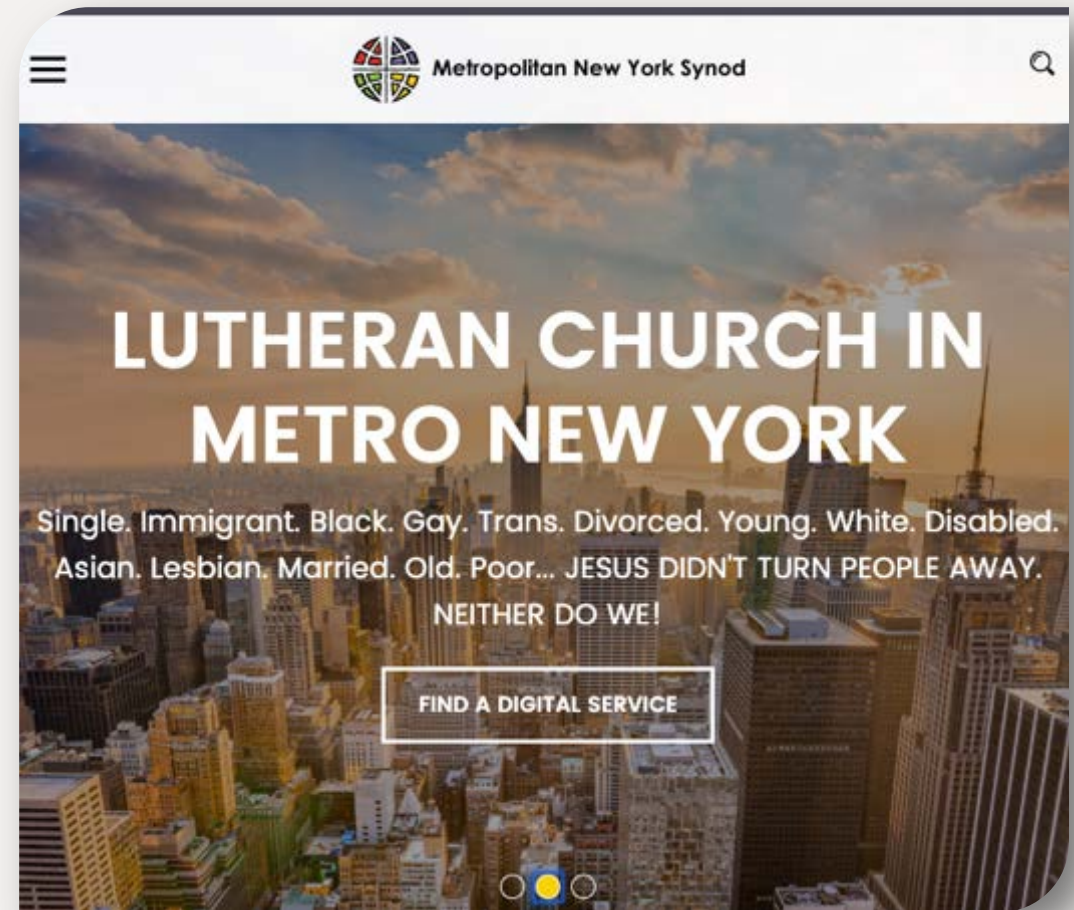 Metropolitan New York Synod
LUTHERAN CHURCH IN
METRO NEW YORK
Single. Immigrant. Black. Gay. Trans. Divorced. Young. White. Disabled.
Asian. Lesbian. Married. Old. Poor... JESUS DIDN'T TURN PEOPLE AWAY.
NEITHER DO WE!
FIND A DIGITAL SERVICE